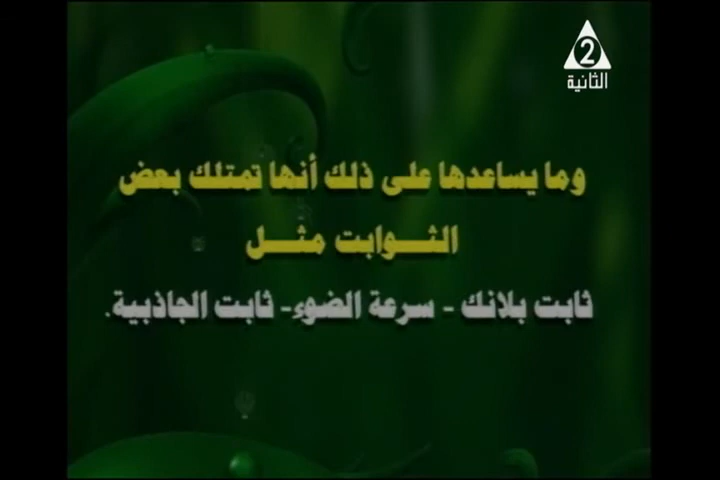 2
الثانية
وما يساعدها على ذلك أنها تمتلك بعض
الثوابت مثل
ثابت بلانك - سرعة الضوء- ثابت الجاذبية.